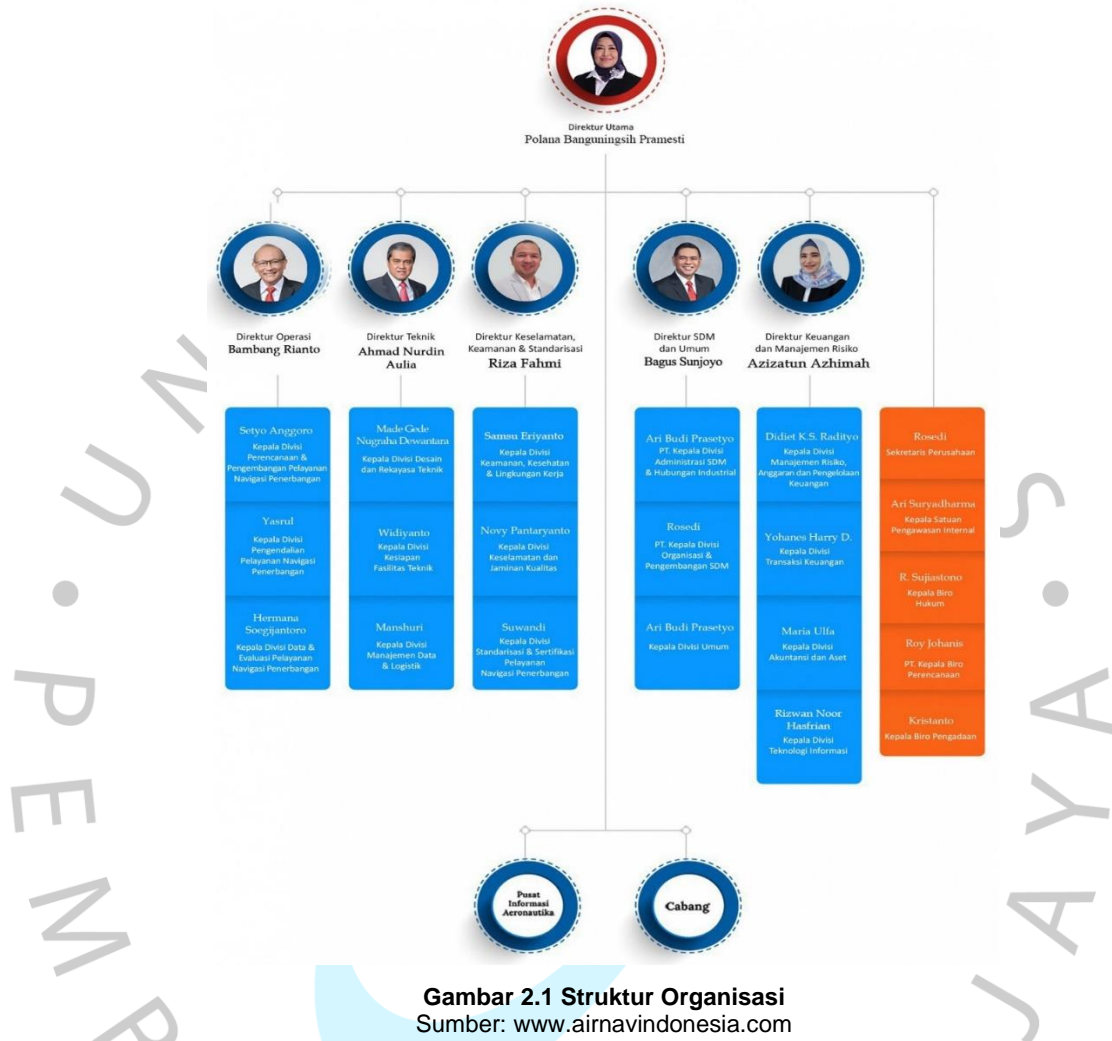 Direktur Utama
Polana Banguningsih Pramesti
Direktur Operasi
Bambang Rianto
Direktur Teknik
Ahmad Nurdin
Aulia
Direktur Keselamatan,
Keamanan & Standarisasi
Riza Fahmi
Direktur SDM
dan Umum
Bagus Sunjoyo
Direktur Keuangan
dan Manajemen Risiko
Azizatun Azhimah
Setyo Anggoro
Kepala Divisi
Perencanaan &
Pengembangan Pelayanan
Navigasi Penerbangan
Yasrul
Kepala Divisi
Pengendalian
Pelayanan Navigasi
Penerbangan
Hermana
Soegijantoro
Kepala Divisi Data &
Evaluasi Pelayanan
Navigasi Penerbangan
Made Gede
Nugraha Dewantara
Kepala Divisi Desain
dan Rekayasa Teknik
Widiyanto
Kepala Divisi
Kesiapan
Fasilitas Teknik
Manshuri
Kepala Divisi
Manajemen Data
& Logistik
Samsu Eriyanto
Kepala Divisi
Keamanan, Kesehatan
& Lingkungan Kerja
Novy Pantaryanto
Kepala Divisi
Keselamatan dan
Jaminan Kualitas
Suwandi
Kepala Divisi
Standarisasi & Sertifikasi
Pelayanan
Navigasi Penerbangan
Ari Budi Prasetyo
PT. Kepala Divisi
Administrasi SDM
& Hubungan Industrial
Rosedi
PT. Kepala Divisi
Organisasi &
Pengembangan SDM
Ari Budi Prasetyo
Kepala Divisi Umum
Didiet K.S. Radityo
Kepala Divisi
Manajemen Risiko,
Anggaran dan Pengelolaan
Keuangan
Yohanes Harry D.
Kepala Divisi
Transaksi Keuangan
Maria Ulfa
Kepala Divisi
Akuntansi dan Aset
Rizwan Noor
Hasfrian
Kepala Divisi
Teknologi Informasi
Rosedi
Sekretaris Perusahaan
Ari Suryadharma
Kepala Satuan
Pengawasan Internal
R. Sujiastono
Kepala Biro
Hukum
Roy Johanis
PT. Kepala Biro
Perencanaan
Kristanto
Kepala Biro Pengadaan
Pusat
Informasi
Aeronautika
Cabang
Gambar 2.1 Struktur Organisasi
Sumber: www.airnavindonesia.com